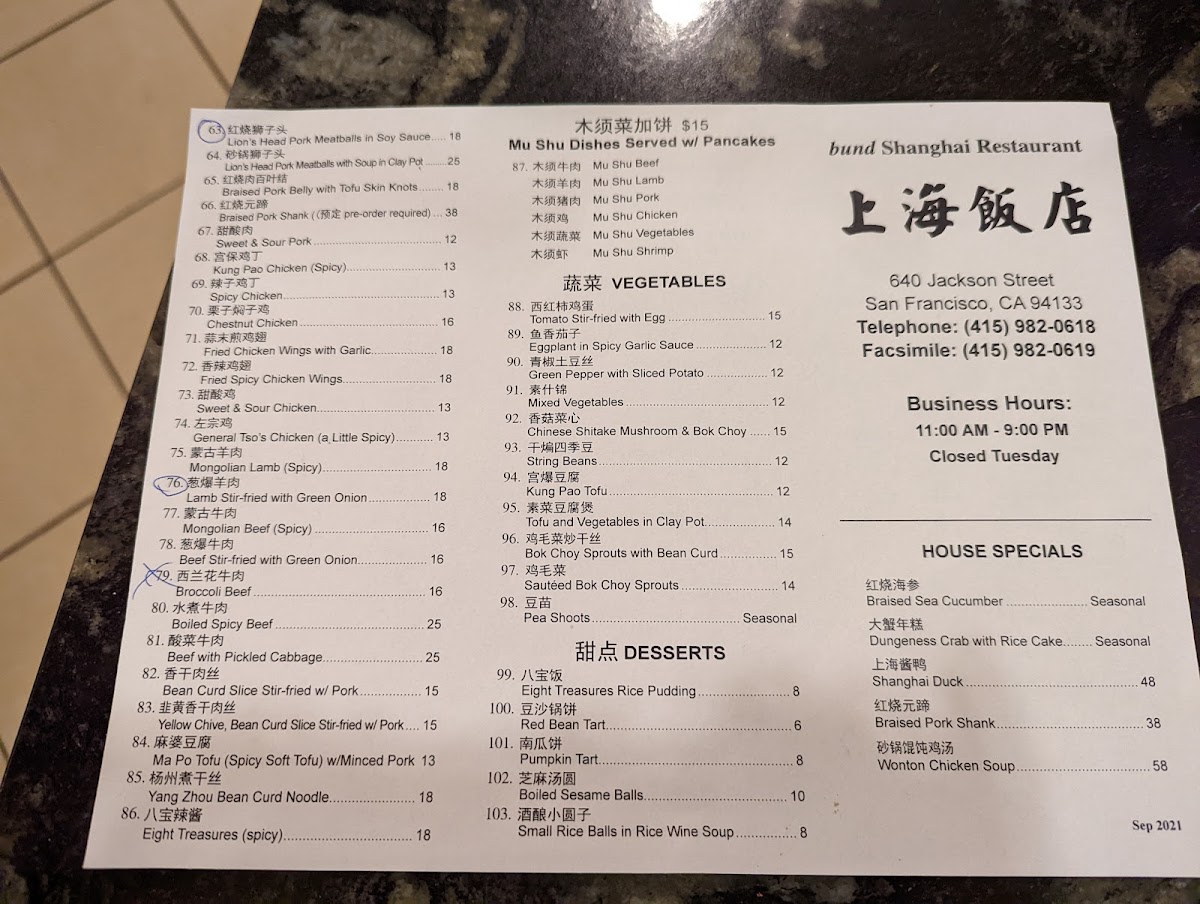 63. 红烧狮子头
Lion's Head Pork Meatballs in Soy Sauce..... 18
64. 砂锅狮子头
Lion's Head Pork Meatballs with Soup in Clay Pot ........25
65. 红烧肉百叶结
Braised Pork Belly with Tofu Skin Knots........ 18
66. 红烧元蹄
Braised Pork Shank (（预定 pre-order required) ... 38
67. 甜酸肉
Sweet & Sour Pork ....................................... 12
68. 宫保鸡丁
Kung Pao Chicken (Spicy)............................ 13
69. 辣子鸡丁
Spicy Chicken............................................... 13
70. 栗子焖子鸡
Chestnut Chicken .......................................... 16
71. 蒜末煎鸡翅
Fried Chicken Wings with Garlic.................... 18
72. 香辣鸡翅
Fried Spicy Chicken Wings............................ 18
73. 甜酸鸡
Sweet & Sour Chicken................................... 13
74. 左宗鸡
General Tso's Chicken (a Little Spicy)........... 13
75. 蒙古羊肉
Mongolian Lamb (Spicy)................................. 18
76. 葱爆羊肉
Lamb Stir-fried with Green Onion................... 18
77. 蒙古牛肉
Mongolian Beef (Spicy) ................................... 16
78. 葱爆牛肉
Beef Stir-fried with Green Onion...................... 16
79. 西兰花牛肉
Broccoli Beef .................................................. 16
80. 水煮牛肉
Boiled Spicy Beef ............................................ 25
81. 酸菜牛肉
Beef with Pickled Cabbage.............................. 25
82. 香干肉丝
Bean Curd Slice Stir-fried w/ Pork.................. 15
83. 韭黄香干肉丝
Yellow Chive, Bean Curd Slice Stir-fried w/ Pork.... 15
84. 麻婆豆腐
Ma Po Tofu (Spicy Soft Tofu) w/Minced Pork 13
85. 杨州煮干丝
Yang Zhou Bean Curd Noodle......................... 18
86. 八宝辣酱
Eight Treasures (spicy)..................................... 18
木须菜加饼 $15
Mu Shu Dishes Served w/ Pancakes
87. 木须牛肉 Mu Shu Beef
木须羊肉 Mu Shu Lamb
木须猪肉 Mu Shu Pork
木须鸡 Mu Shu Chicken
木须蔬菜 Mu Shu Vegetables
木须虾 Mu Shu Shrimp
蔬菜 VEGETABLES
88. 西红柿鸡蛋
Tomato Stir-fried with Egg ............................ 15
89. 鱼香茄子
Eggplant in Spicy Garlic Sauce ..................... 12
90. 青椒土豆丝
Green Pepper with Sliced Potato ................... 12
91. 素什锦
Mixed Vegetables........................................... 12
92. 香菇菜心
Chinese Shitake Mushroom & Bok Choy ...... 15
93. 干煸四季豆
String Beans................................................... 12
94. 宫爆豆腐
Kung Pao Tofu ............................................... 12
95. 素菜豆腐煲
Tofu and Vegetables in Clay Pot.................... 14
96. 鸡毛菜炒干丝
Bok Choy Sprouts with Bean Curd ................ 15
97. 鸡毛菜
Sautéed Bok Choy Sprouts ............................ 14
98. 豆苗
Pea Shoots.......................................... Seasonal
甜点 DESSERTS
99. 八宝饭
Eight Treasures Rice Pudding......................... 8
100. 豆沙锅饼
Red Bean Tart.................................................. 6
101. 南瓜饼
Pumpkin Tart.................................................... 8
102. 芝麻汤圆
Boiled Sesame Balls....................................... 10
103. 酒酿小圆子
Small Rice Balls in Rice Wine Soup................ 8
bund Shanghai Restaurant
上海飯店
640 Jackson Street
San Francisco, CA 94133
Telephone: (415) 982-0618
Facsimile: (415) 982-0619
Business Hours:
11:00 AM - 9:00 PM
Closed Tuesday
HOUSE SPECIALS
红烧海参
Braised Sea Cucumber ...................... Seasonal
大蟹年糕
Dungeness Crab with Rice Cake........ Seasonal
上海酱鸭
Shanghai Duck ................................................ 48
红烧元蹄
Braised Pork Shank......................................... 38
砂锅馄饨鸡汤
Wonton Chicken Soup..................................... 58
Sep 2021